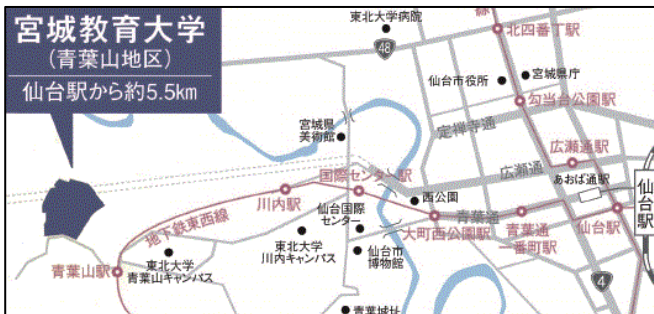 宮城教育大学
(青葉山地区)
仙台駅から約5.5km
東北大学病院
48
線
北四番丁駅
仙台市役所
宮城県庁
勾当台公園駅
定禅寺通
宮城県
美術館
広瀬通駅
広瀬通
あおば通駅
国際センター駅
川内駅
西公園
仙台駅
仙台駅
青葉通
大町西公園駅
青葉通
一番町駅
地下鉄東西線
仙台国際
センター
東北大学
川内キャンパス
仙台市
博物館
東北大学
青葉山キャンパス
青葉山駅
4
青葉城址